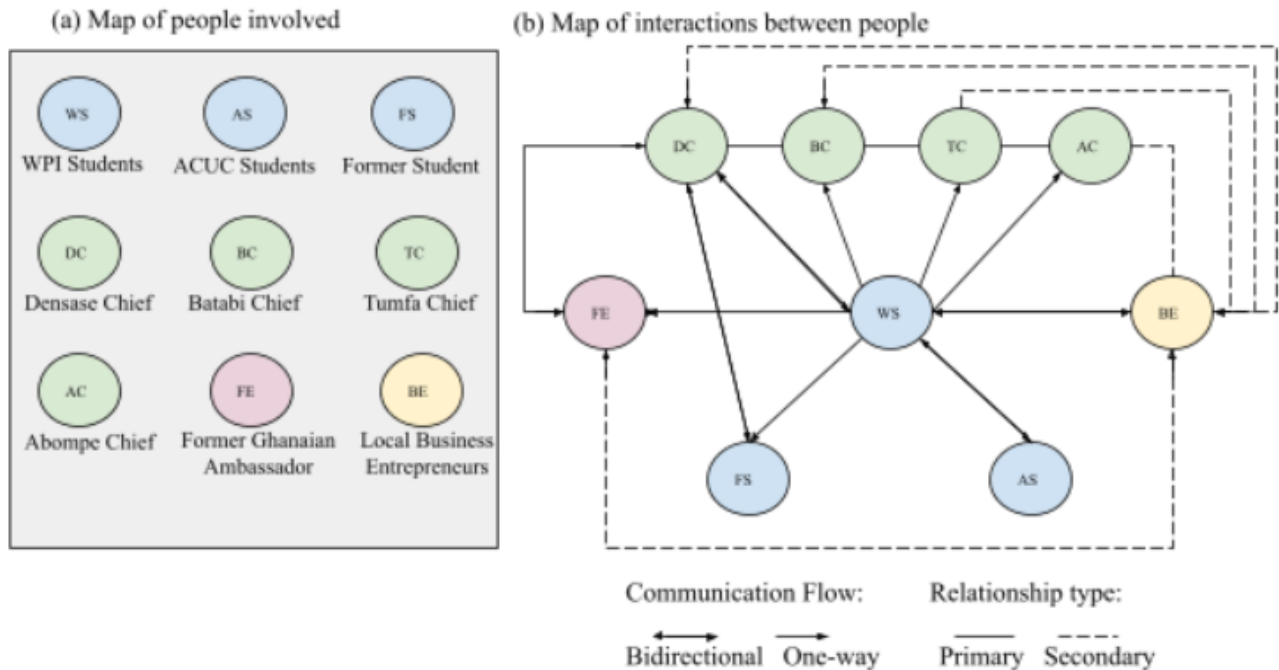 (a) Map of people involved
WS
AS
FS
WPI Students
ACUC Students
Former Student
DC
BC
TC
Densase Chief
Batabi Chief
Tumfa Chief
AC
FE
BE
Abompe Chief
Former Ghanaian
Ambassador
Local Business
Entrepreneurs
(b) Map of interactions between people
DC
BC
TC
AC
FE
WS
BE
FS
AS
Communication Flow:
Relationship type:
Bidirectional
One-way
Primary
Secondary